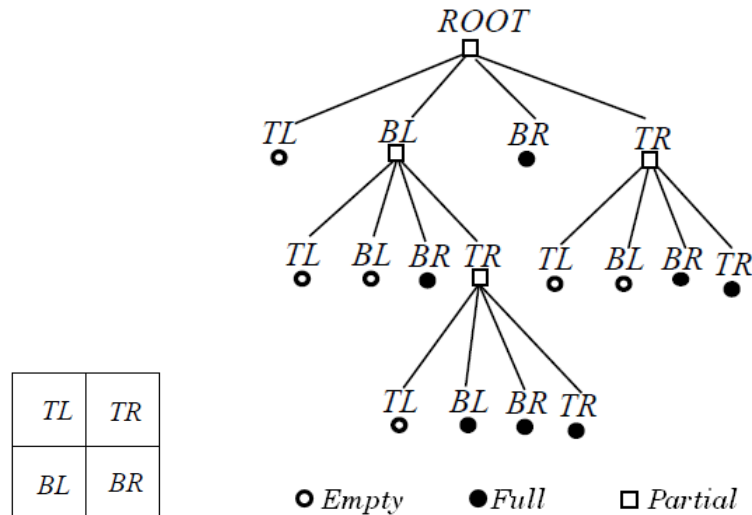 ROOT
TL BL BR TR
TL BL BR TR TL BL BR TR
TL BL BR TR
TL TR
BL BR
Empty Full Partial